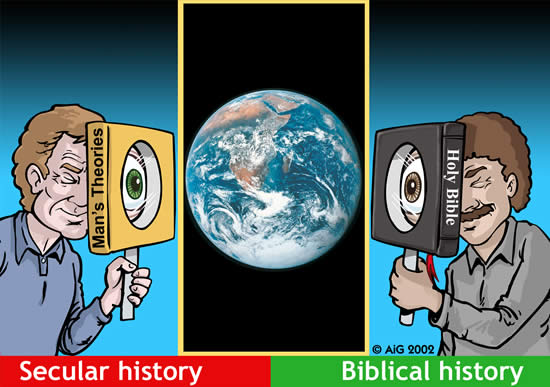 Man's Theories
Holy Bible
© AiG 2002
Secular history
Biblical history